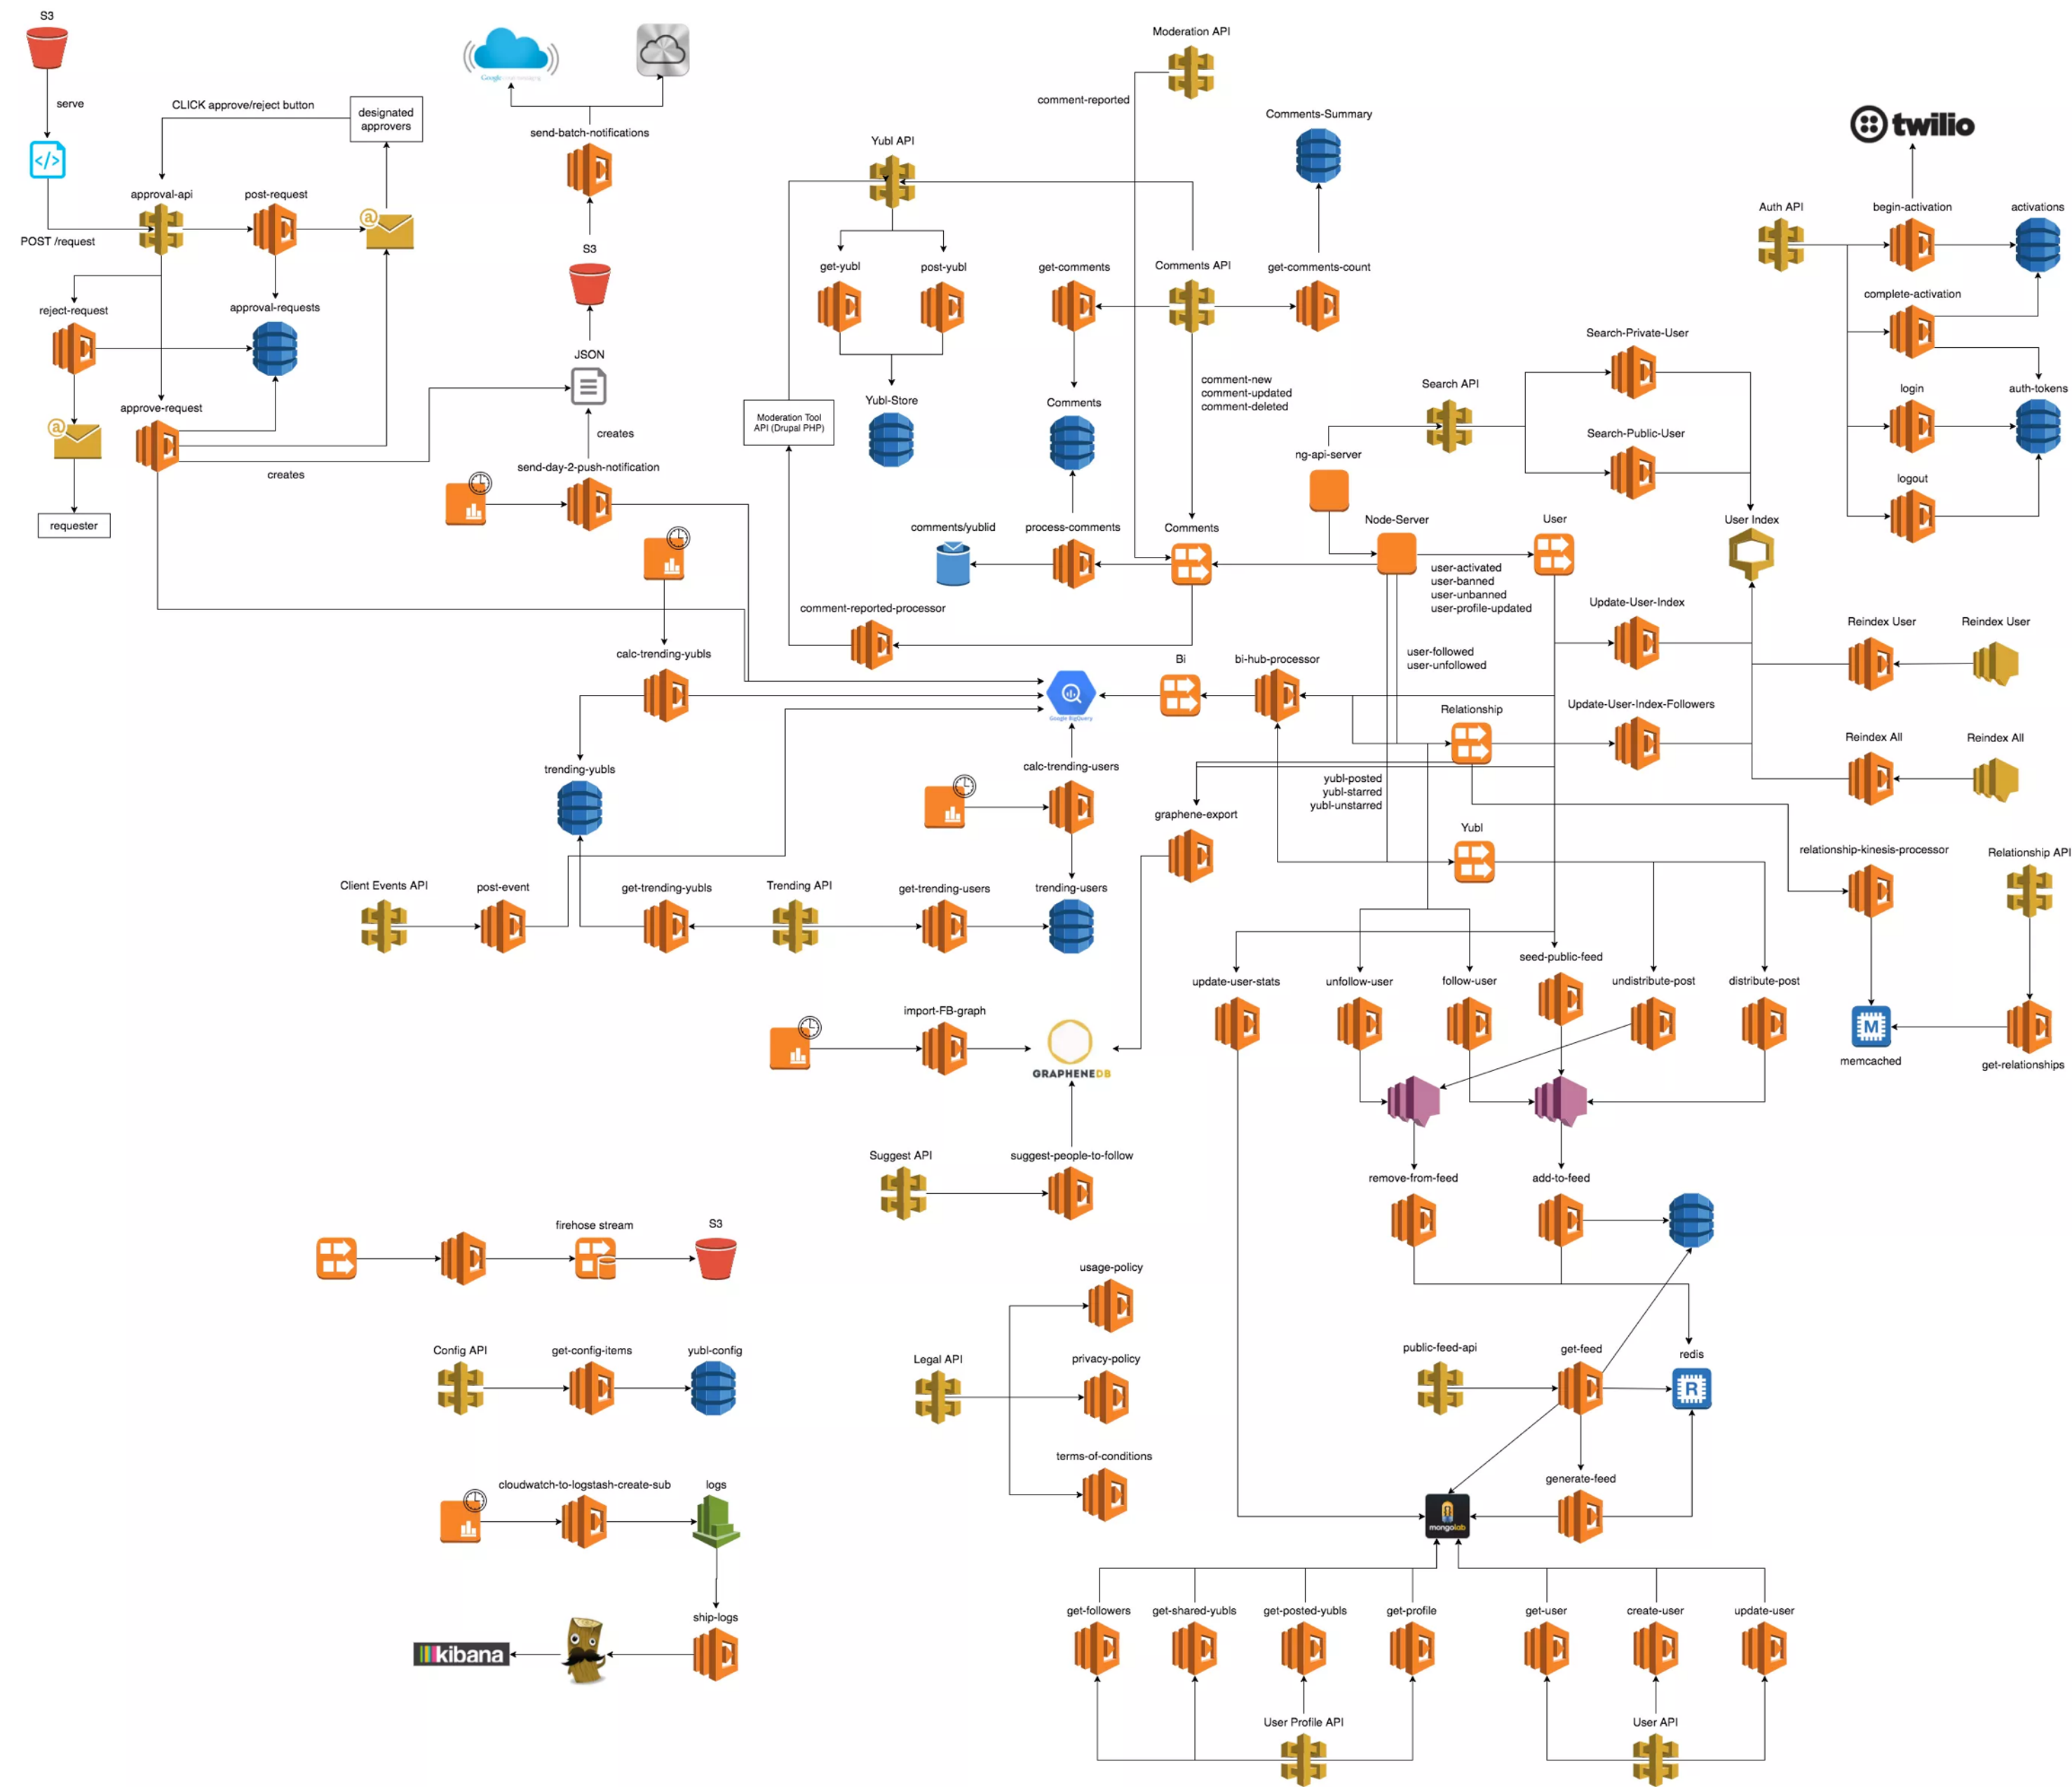 S3
serve
POST /request
CLICK approve/reject button
designated
approvers
approval-api
post-request
reject-request
approval-requests
approve-request
creates
requester
Google
send-batch-notifications
S3
JSON
creates
send-day-2-push-notification
calc-trending-yubls
trending-yubls
Client Events API
post-event
get-trending-yubls
Trending API
get-trending-users
trending-users
calc-trending-users
Google BigQuery
Moderation API
comment-reported
Yubl API
get-yubl
post-yubl
Yubl-Store
Moderation Tool
API (Drupal PHP)
Comments-Summary
get-comments
Comments API
get-comments-count
comment-new
comment-updated
comment-deleted
Comments
comments/yublid
process-comments
Comments
comment-reported-processor
Bi
bi-hub-processor
twilio
Auth API
begin-activation
activations
complete-activation
login
auth-tokens
logout
Search-Private-User
Search API
Search-Public-User
ng-api-server
Node-Server
User
User Index
user-activated
user-banned
user-unbanned
user-profile-updated
Update-User-Index
Reindex User
Reindex User
user-followed
user-unfollowed
Relationship
Update-User-Index-Followers
Reindex All
Reindex All
yubl-posted
yubl-starred
yubl-unstarred
graphene-export
Yubl
relationship-kinesis-processor
Relationship API
memcached
get-relationships
update-user-stats
unfollow-user
follow-user
seed-public-feed
undistribute-post
distribute-post
import-FB-graph
GRAPHENEDB
Suggest API
suggest-people-to-follow
remove-from-feed
add-to-feed
firehose stream
S3
usage-policy
Config API
get-config-items
yubl-config
Legal API
privacy-policy
terms-of-conditions
public-feed-api
get-feed
redis
generate-feed
mongolab
cloudwatch-to-logstash-create-sub
logs
ship-logs
kibana
get-followers
get-shared-yubls
get-posted-yubls
get-profile
get-user
create-user
update-user
User Profile API
User API
M
R